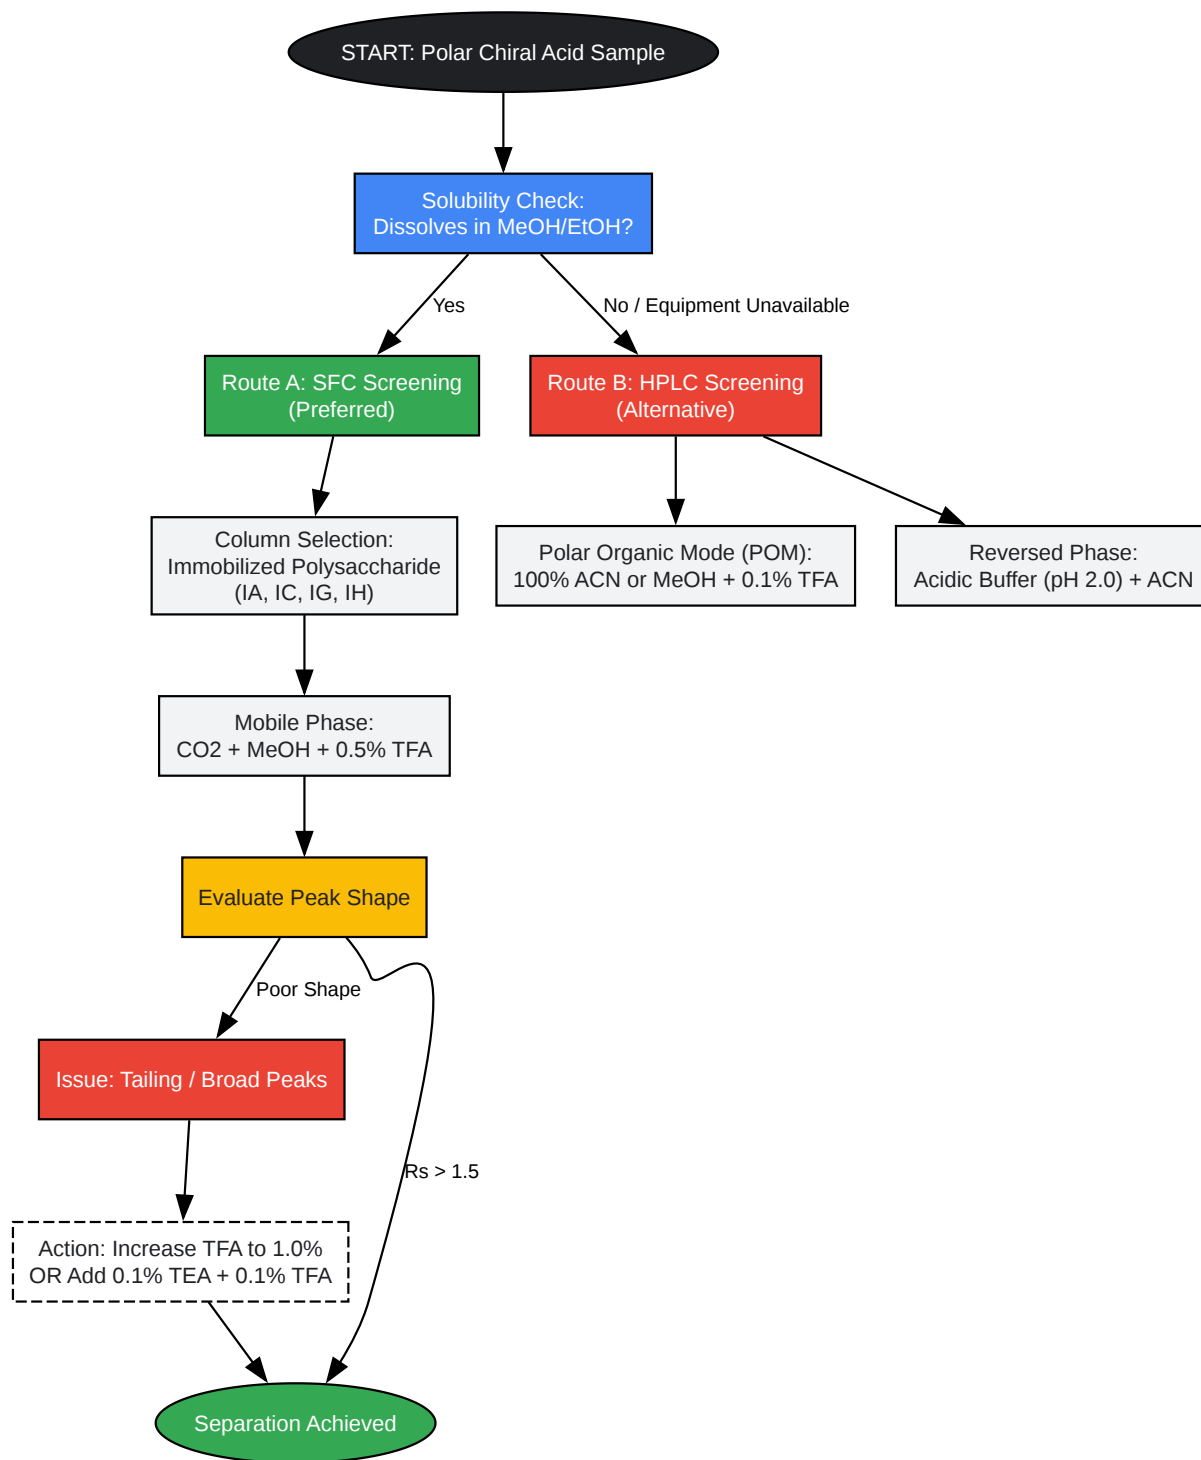 START: Polar Chiral Acid Sample
Solubility Check:
Dissolves in MeOH/EtOH?
Yes
No / Equipment Unavailable
Route A: SFC Screening
(Preferred)
Route B: HPLC Screening
(Alternative)
Column Selection:
Immobilized Polysaccharide
(IA, IC, IG, IH)
Polar Organic Mode (POM):
100% ACN or MeOH + 0.1% TFA
Reversed Phase:
Acidic Buffer (pH 2.0) + ACN
Mobile Phase:
CO2 + MeOH + 0.5% TFA
Evaluate Peak Shape
Poor Shape
Issue: Tailing / Broad Peaks
Rs > 1.5
Action: Increase TFA to 1.0%
OR Add 0.1% TEA + 0.1% TFA
Separation Achieved